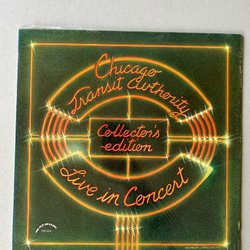 Chicago
Transit Authority
Collector's
edition
Live in Concert